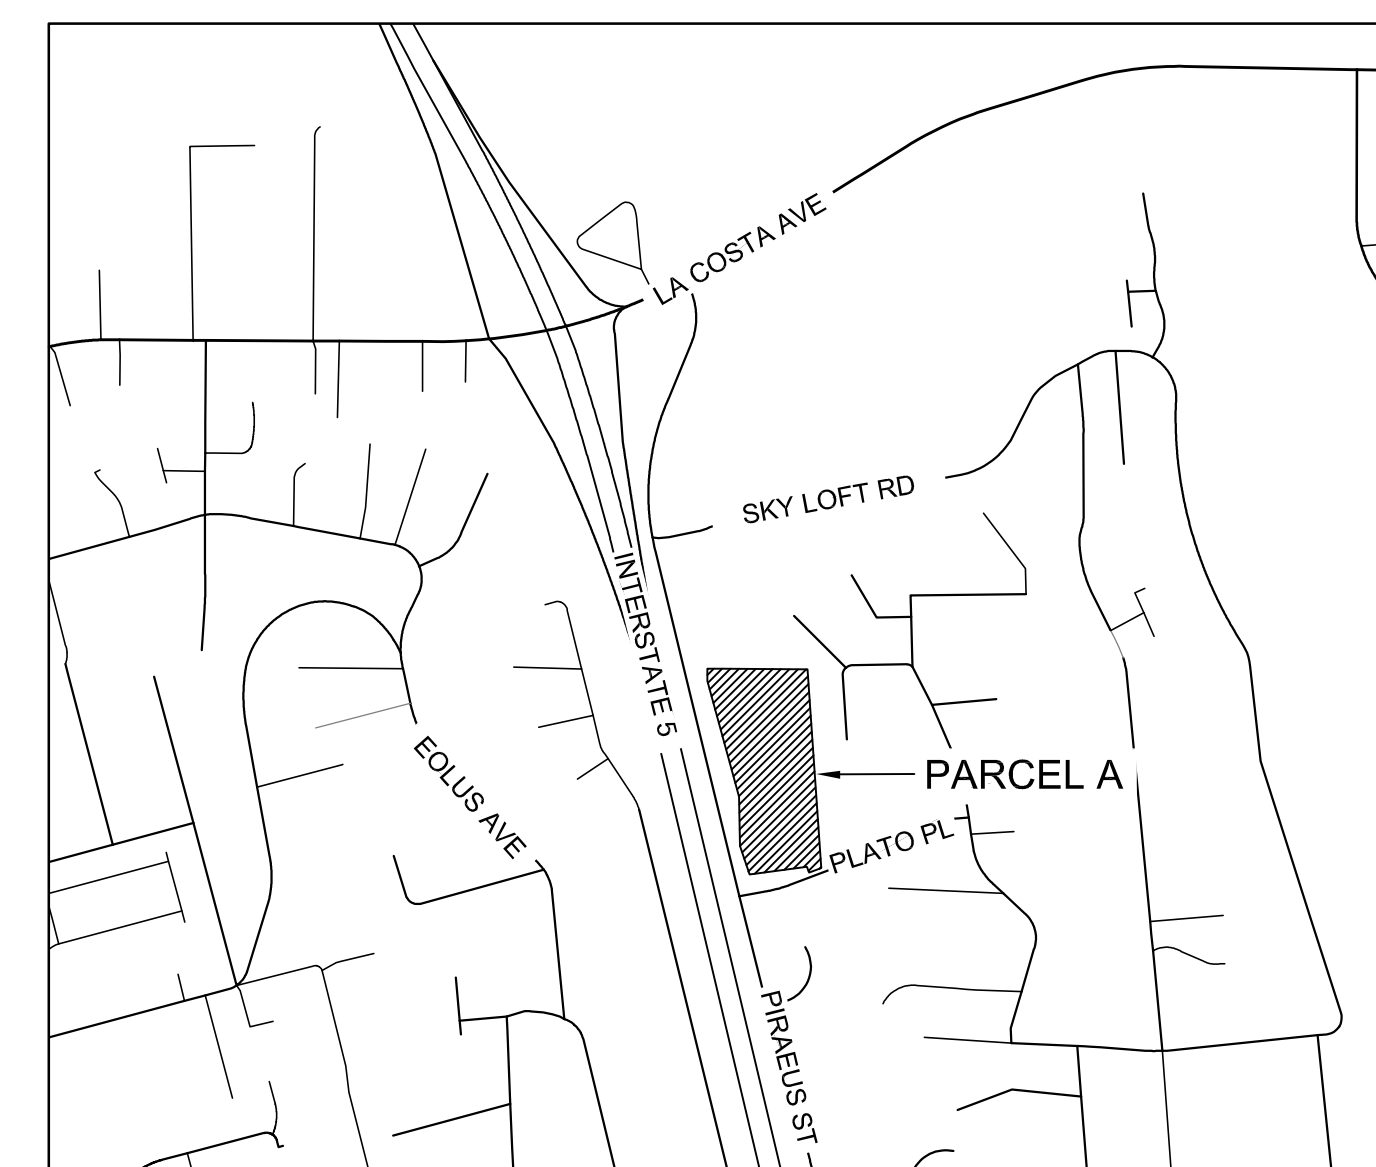 LA COSTA AVE
SKY LOFT RD
INTERSTATE 5
EOLUS AVE
PARCEL A
PLATO PL
PIRAEUS ST